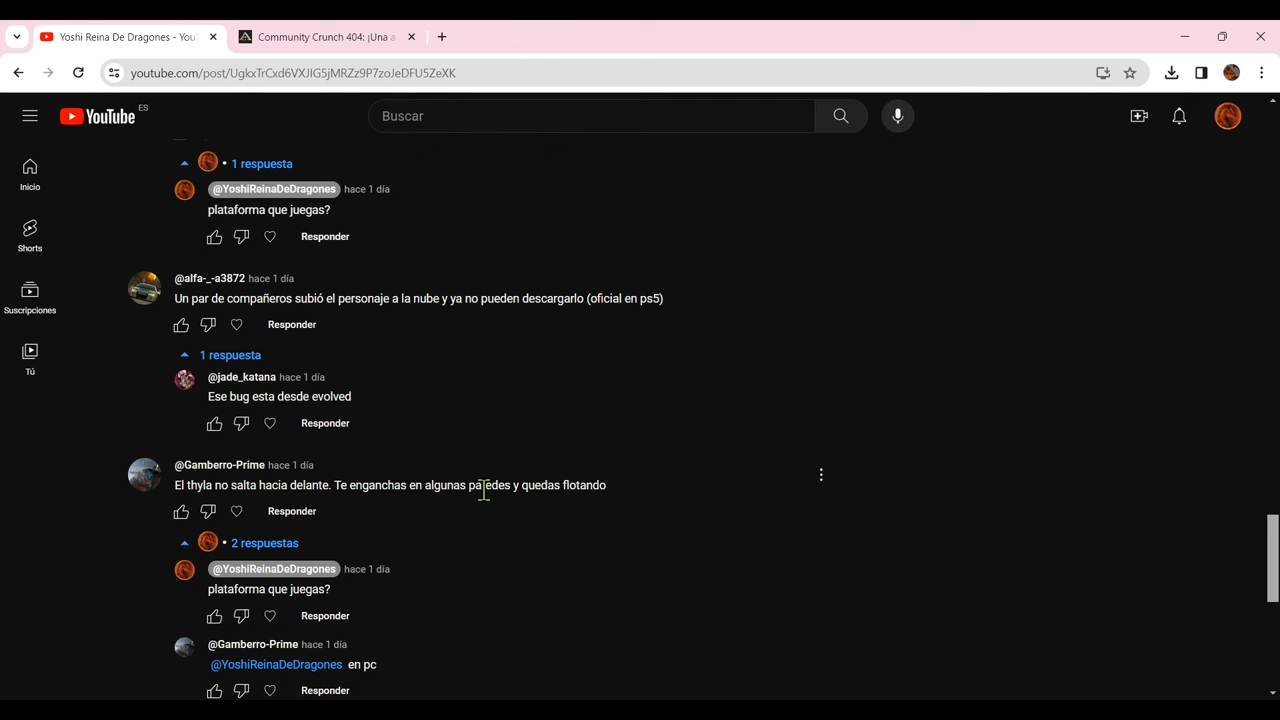 Yoshi Reina De Dragones - You
Community Crunch 404: ¡Una a
youtube.com/post/UgkxTrCxd6VXJIG5jMRZz9P7zoJeDFU5ZeXK
YouTube ES
Buscar
Inicio
Shorts
Suscripciones
Tú
• 1 respuesta
@YoshiReinaDeDragones hace 1 día
plataforma que juegas?
Responder
@alfa-_-a3872 hace 1 día
Un par de compañeros subió el personaje a la nube y ya no pueden descargarlo (oficial en ps5)
Responder
1 respuesta
@jade_katana hace 1 día
Ese bug esta desde evolved
Responder
@Gamberro-Prime hace 1 día
El thyla no salta hacia delante. Te enganchas en algunas paredes y quedas flotando
Responder
• 2 respuestas
@YoshiReinaDeDragones hace 1 día
plataforma que juegas?
Responder
@Gamberro-Prime hace 1 día
@YoshiReinaDeDragones en pc
Responder